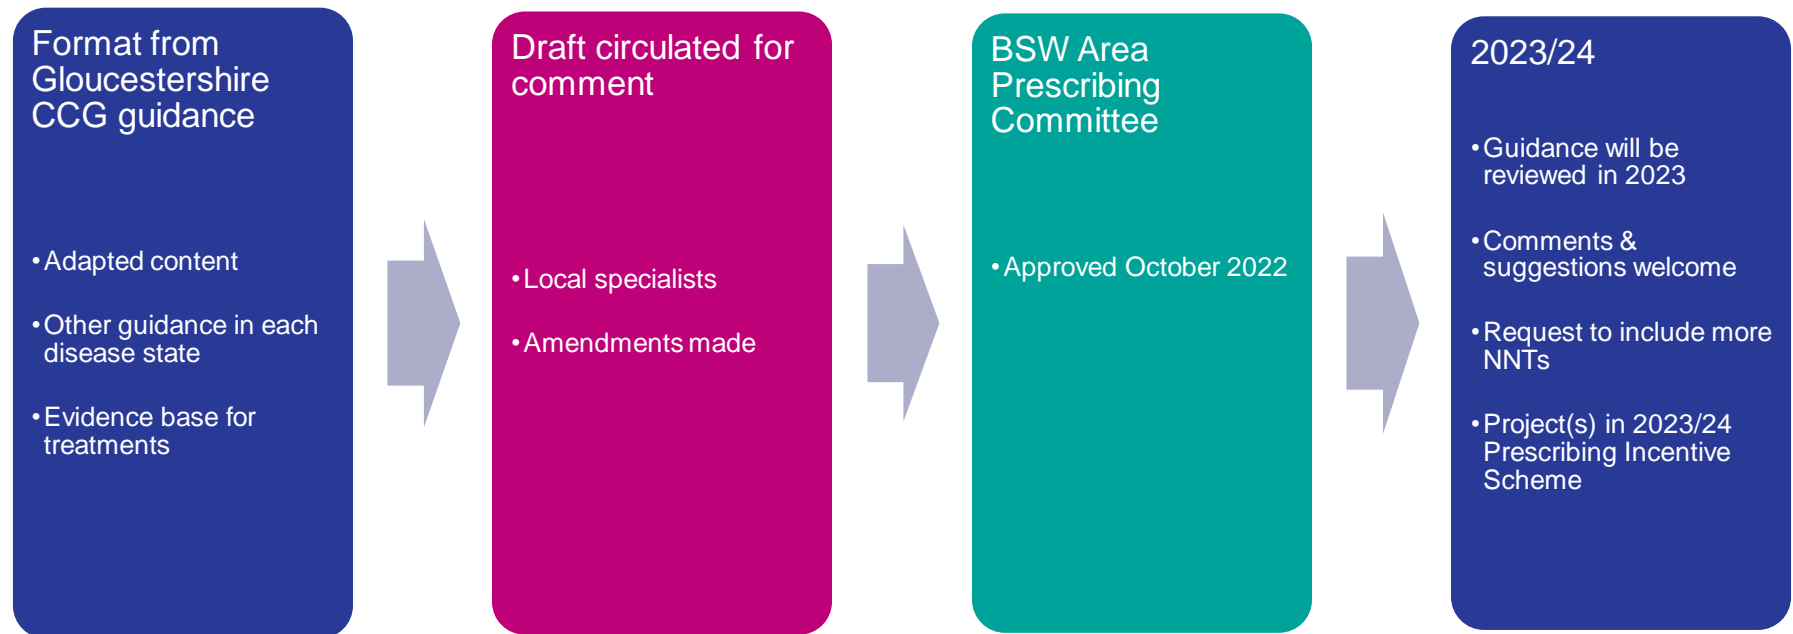 Format from
Gloucestershire
CCG guidance
•Adapted content
•Other guidance in each
disease state
•Evidence base for
treatments
Draft circulated for
comment
•Local specialists
•Amendments made
BSW Area
Prescribing
Committee
•Approved October 2022
2023/24
•Guidance will be
reviewed in 2023
•Comments &
suggestions welcome
•Request to include more
NNTs
•Project(s) in 2023/24
Prescribing Incentive
Scheme